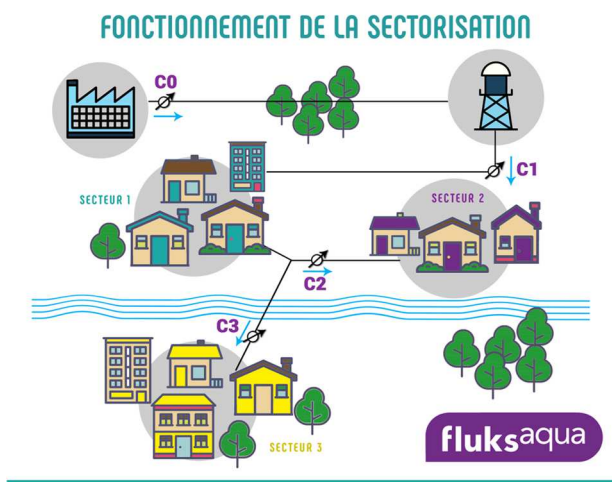 FONCTIONNEMENT DE LA SECTORISATION
C0
C1
SECTEUR 1
SECTEUR 2
C2
C3
SECTEUR 3
fluksaqua